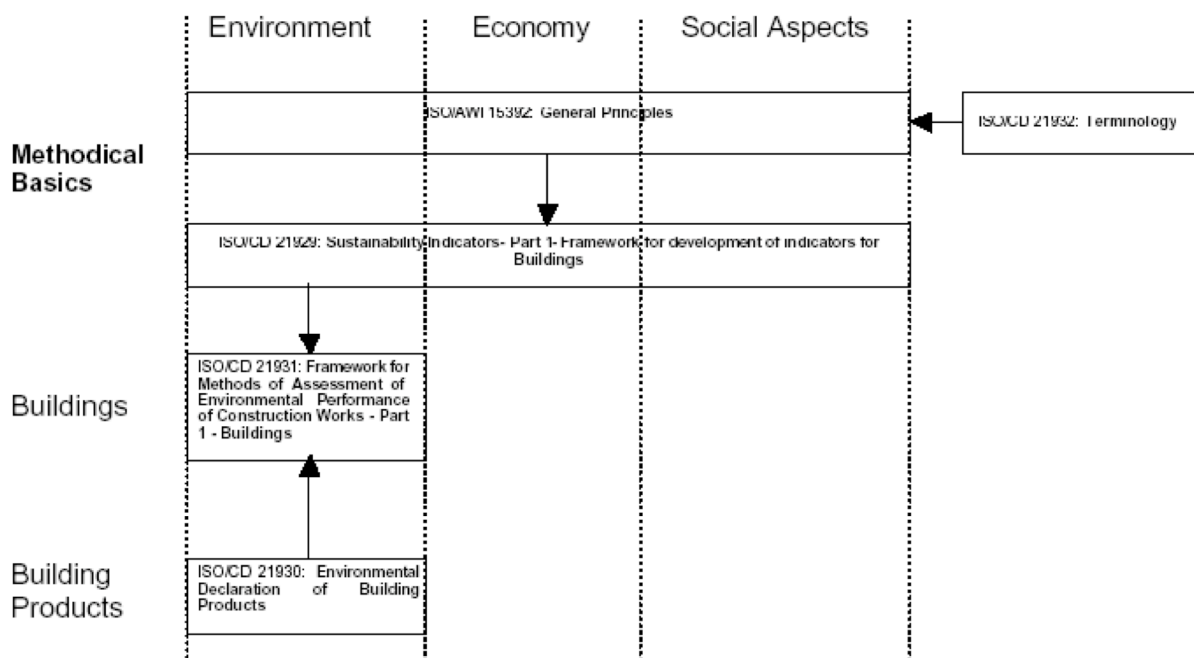 Environment
Economy
Social Aspects
ISO/AWI 15392: General Principles
ISO/CD 21932: Terminology
Methodical
Basics
ISO/CD 21929: Sustainability Indicators- Part 1- Framework for development of indicators for
Buildings
Buildings
ISO/CD 21931: Framework for
Methods of Assessment of
Environmental Performance
of Construction Works - Part
1 - Buildings
Building
Products
ISO/CD 21930: Environmental
Declaration of Building
Products